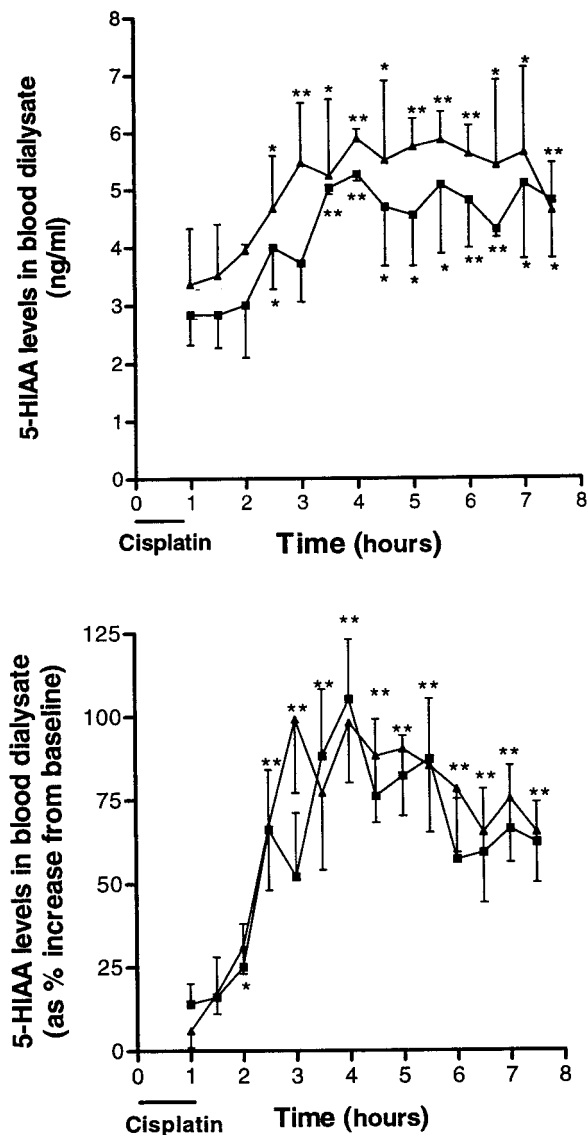 8
7
6
5
4
3
2
1
0
5-HIAA levels in blood dialysate
(ng/ml)
* ** * ** * ** ** ** * * **
* ** ** * * * ** ** * *
0 1 2 3 4 5 6 7 8
Cisplatin
Time (hours)
125
100
75
50
25
0
5-HIAA levels in blood dialysate
(as % increase from baseline)
* ** ** ** ** ** ** ** ** ** ** **
0 1 2 3 4 5 6 7 8
Cisplatin
Time (hours)